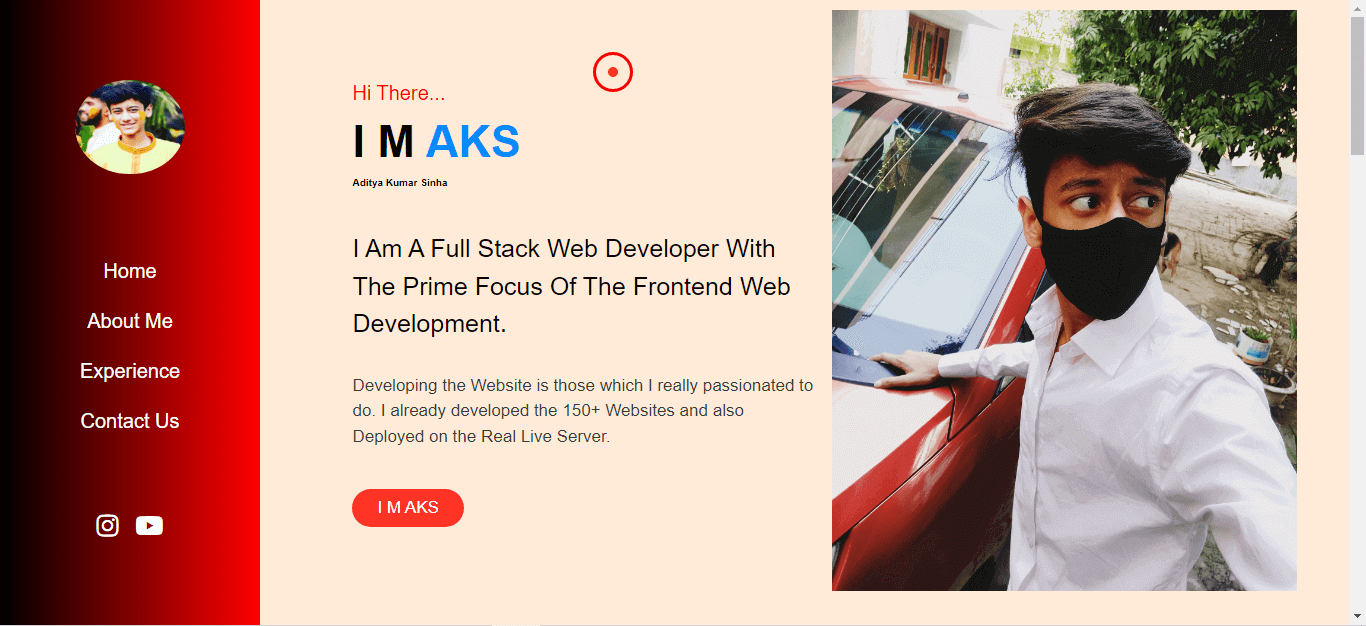 Home
About Me
Experience
Contact Us
Hi There...
I M AKS
Aditya Kumar Sinha
I Am A Full Stack Web Developer With
The Prime Focus Of The Frontend Web
Development.
Developing the Website is those which I really passionated to
do. I already developed the 150+ Websites and also
Deployed on the Real Live Server.
I M AKS